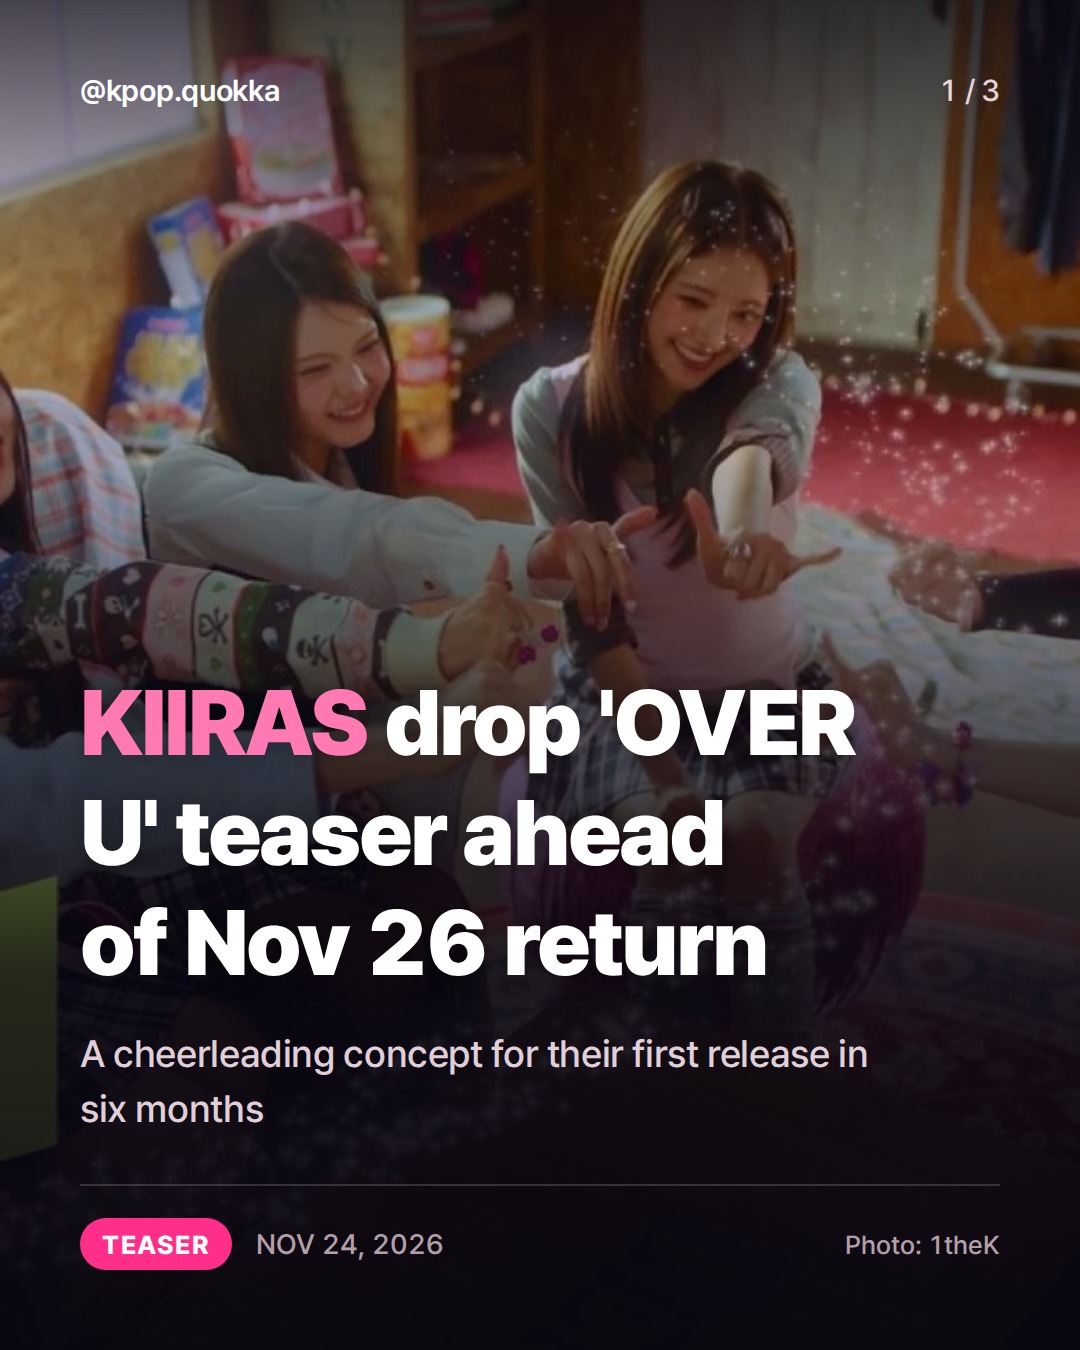 @kpop.quokka
1 / 3
KIIRAS drop 'OVER
U' teaser ahead
of Nov 26 return
A cheerleading concept for their first release in
six months
TEASER
NOV 24, 2026
Photo: 1theK